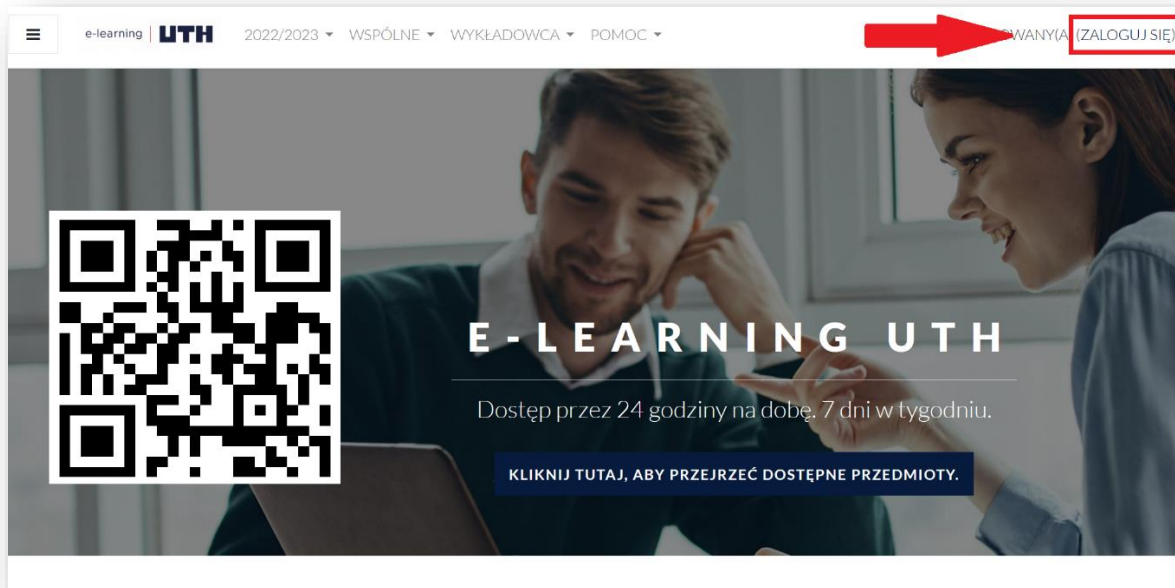 e-learning | UTH 2022/2023 WSPÓLNE WYKŁADOWCA POMOC (ZALOGUJ SIĘ)
E-LEARNING UTH
Dostęp przez 24 godziny na dobę. 7 dni w tygodniu.
KLIKNIJ TUTAJ, ABY PRZEJRZEĆ DOSTĘPNE PRZEDMIOTY.